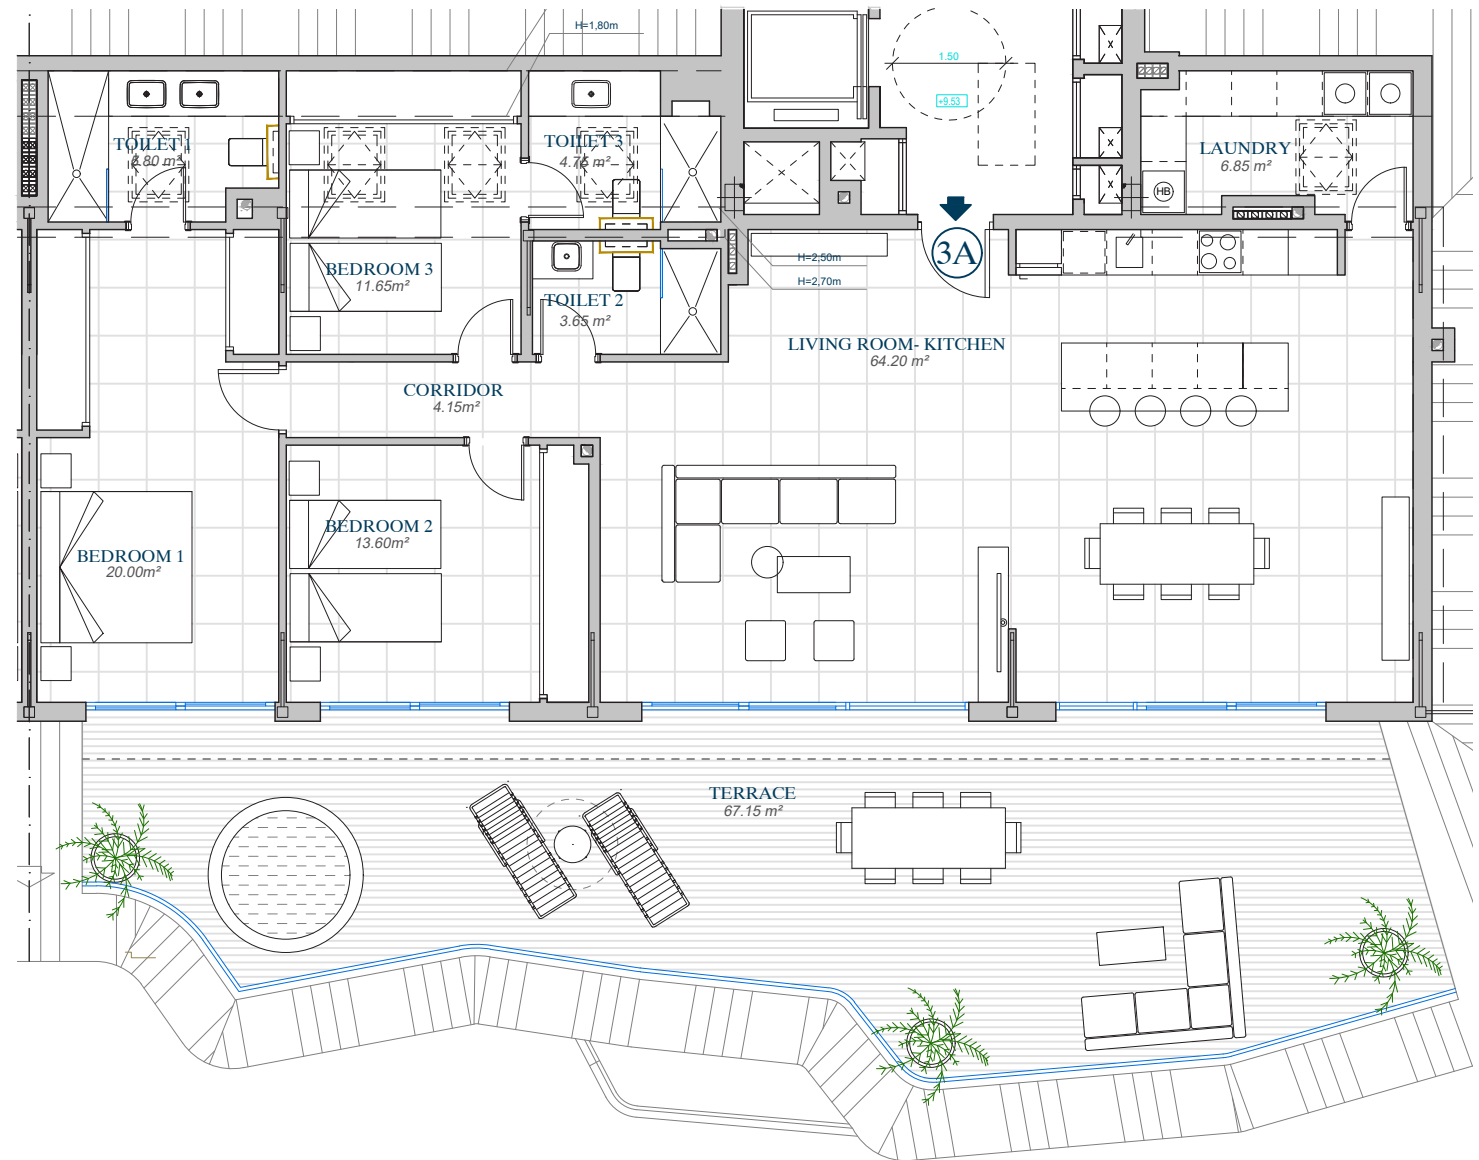 H=1,80m
1.50
+9.53
TOILET 1
6.80 m²
TOILET 3
4.75 m²
LAUNDRY
6.85 m²
HB
3A
BEDROOM 3
11.65m²
H=2,50m
H=2,70m
TOILET 2
3.65 m²
LIVING ROOM- KITCHEN
64.20 m²
CORRIDOR
4.15m²
BEDROOM 2
13.60m²
BEDROOM 1
20.00m²
TERRACE
67.15 m²